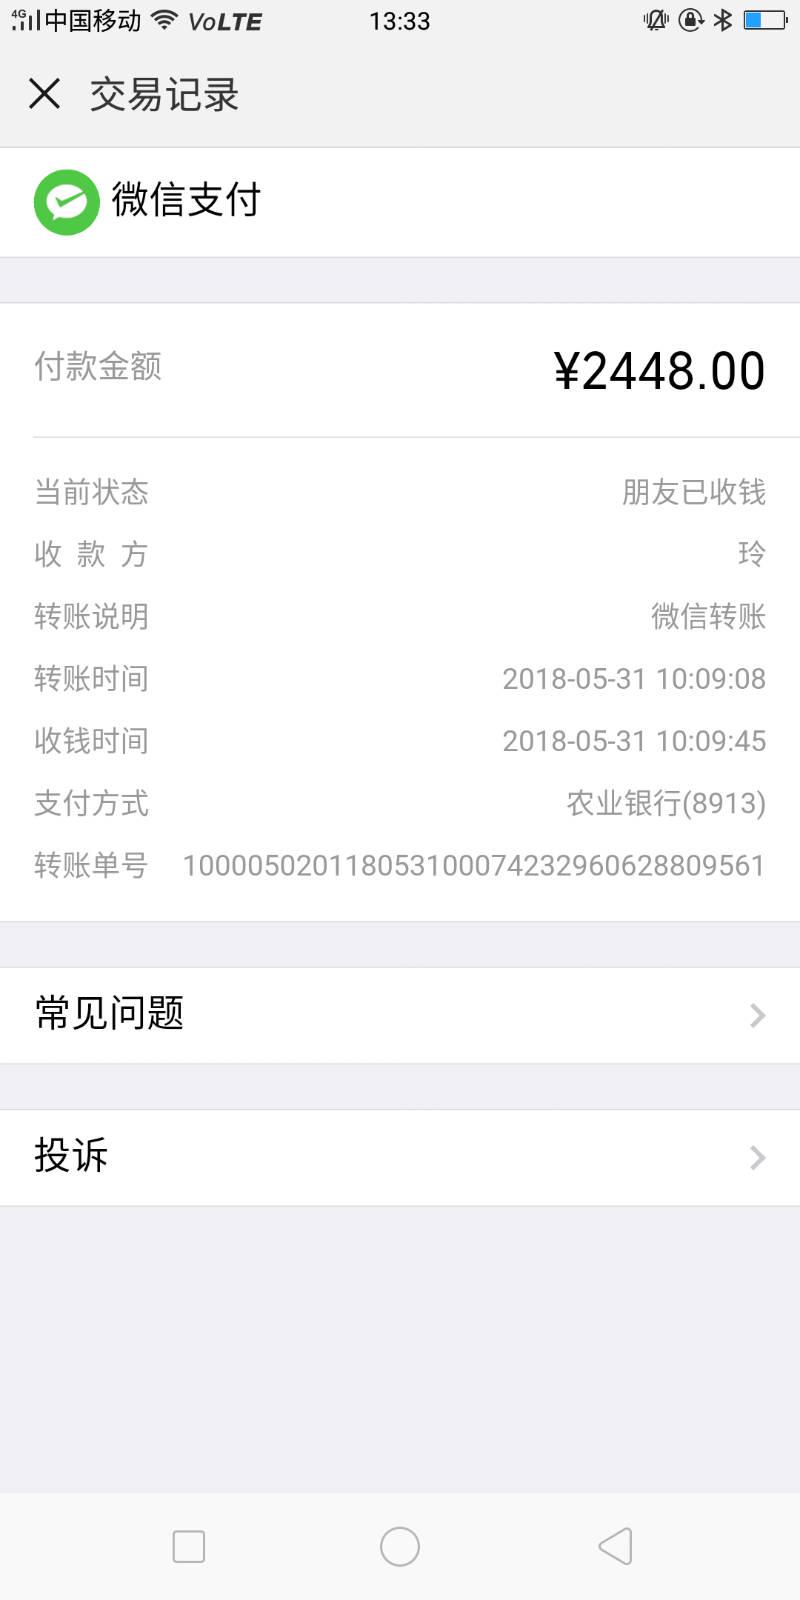 4G 中国移动 VoLTE 13:33
交易记录
微信支付
付款金额 ¥2448.00
当前状态 朋友已收钱
收款方 玲
转账说明 微信转账
转账时间 2018-05-31 10:09:08
收钱时间 2018-05-31 10:09:45
支付方式 农业银行(8913)
转账单号 100005020118053100074232960628809561
常见问题
投诉